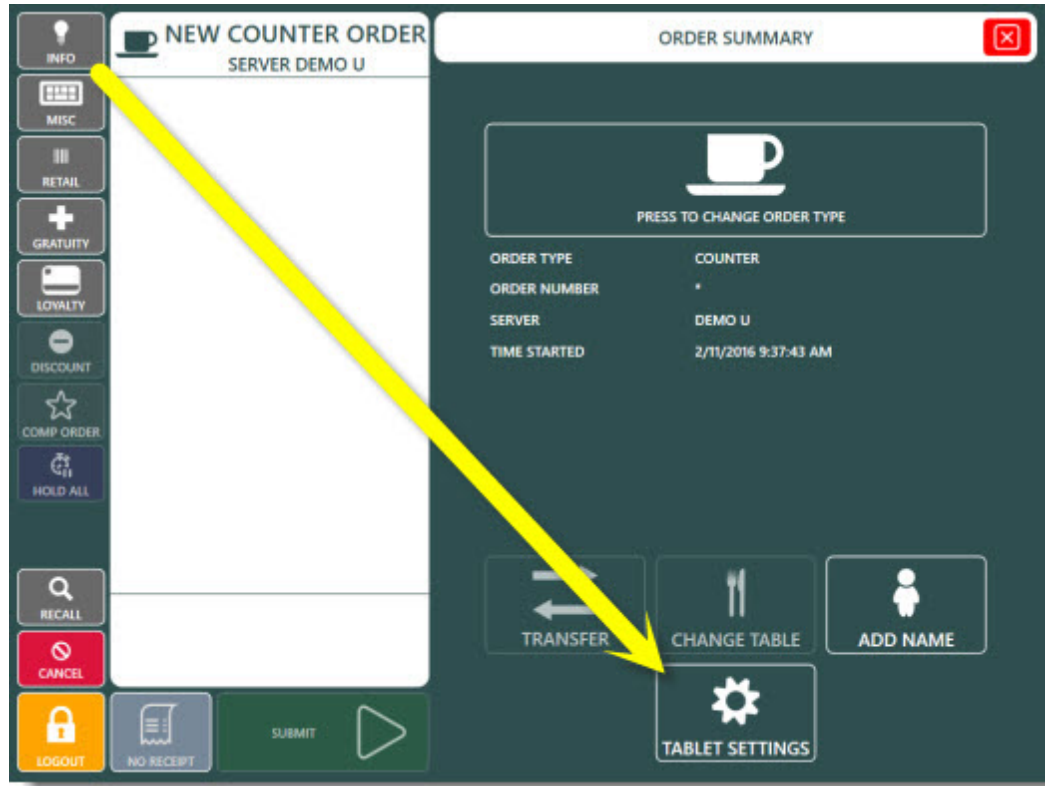 INFO
MISC
RETAIL
GRATUITY
LOYALTY
DISCOUNT
COMP ORDER
HOLD ALL
RECALL
CANCEL
LOGOUT
NEW COUNTER ORDER
SERVER DEMO U
NO RECEIPT
SUBMIT
ORDER SUMMARY
PRESS TO CHANGE ORDER TYPE
ORDER TYPE COUNTER
ORDER NUMBER *
SERVER DEMO U
TIME STARTED 2/11/2016 9:37:43 AM
TRANSFER CHANGE TABLE ADD NAME
TABLET SETTINGS